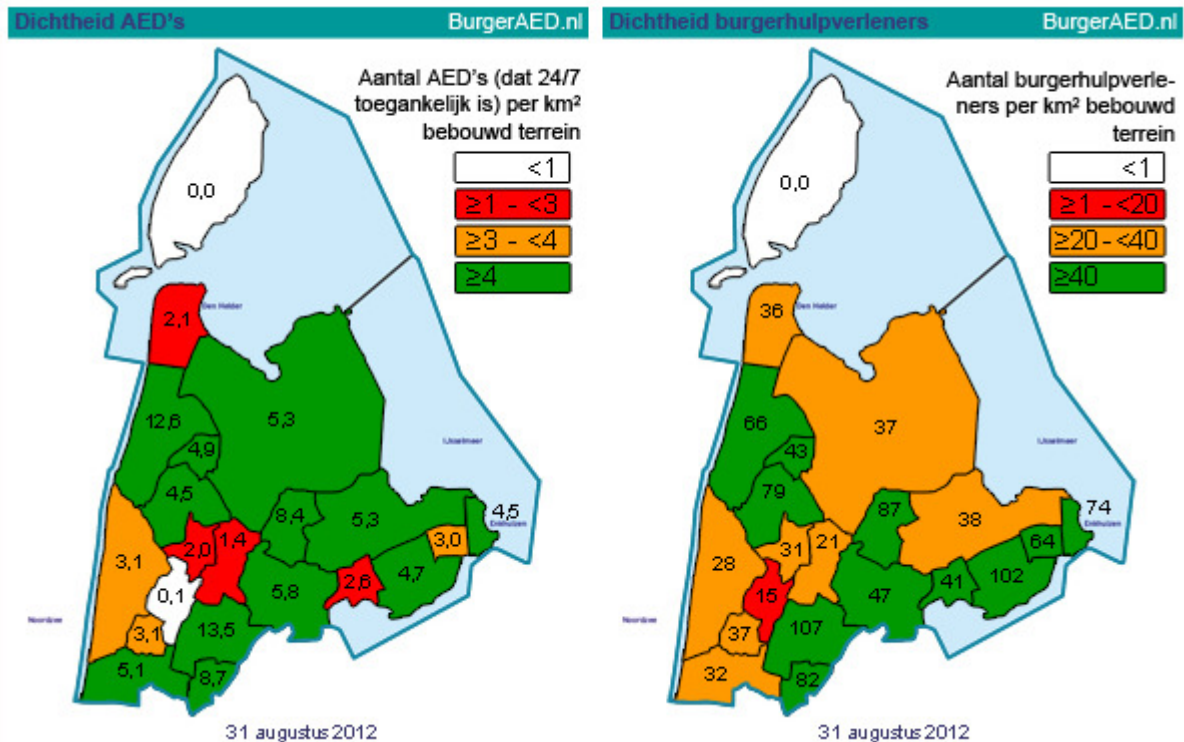 Dichtheid AED's BurgerAED.nl
Aantal AED's (dat 24/7
toegankelijk is) per km²
bebouwd terrein
<1
≥1 - <3
≥3 - <4
≥4
0,0
Den Helder
2,1
12,6
5,3
4,9
IJsselmeer
4,5
8,4
5,3
4,5
Enkhuizen
2,0
1,4
3,0
3,1
2,6
4,7
5,8
0,1
Noordzee
3,1
13,5
5,1
8,7
31 augustus 2012
Dichtheid burgerhulpverleners BurgerAED.nl
Aantal burgerhulpverle-
ners per km² bebouwd
terrein
<1
≥1 - <20
≥20 - <40
≥40
0,0
Den Helder
36
66
37
43
IJsselmeer
79
87
38
74
Enkhuizen
31
21
64
28
41
102
15
47
Noordzee
37
107
32
82
31 augustus 2012